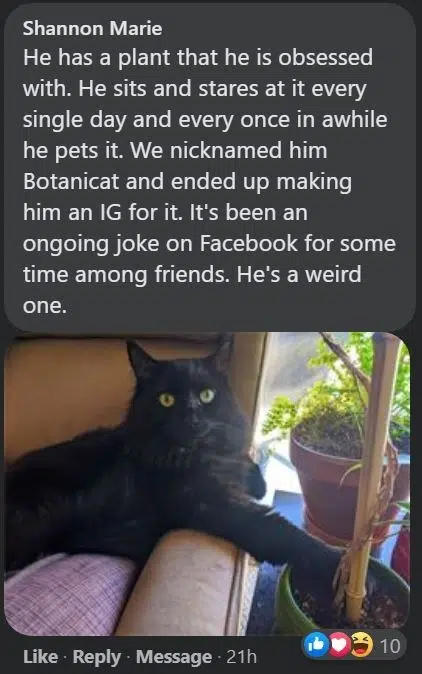 Shannon Marie
He has a plant that he is obsessed
with. He sits and stares at it every
single day and every once in awhile
he pets it. We nicknamed him
Botanicat and ended up making
him an IG for it. It's been an
ongoing joke on Facebook for some
time among friends. He's a weird
one.
Like · Reply · Message · 21h
10